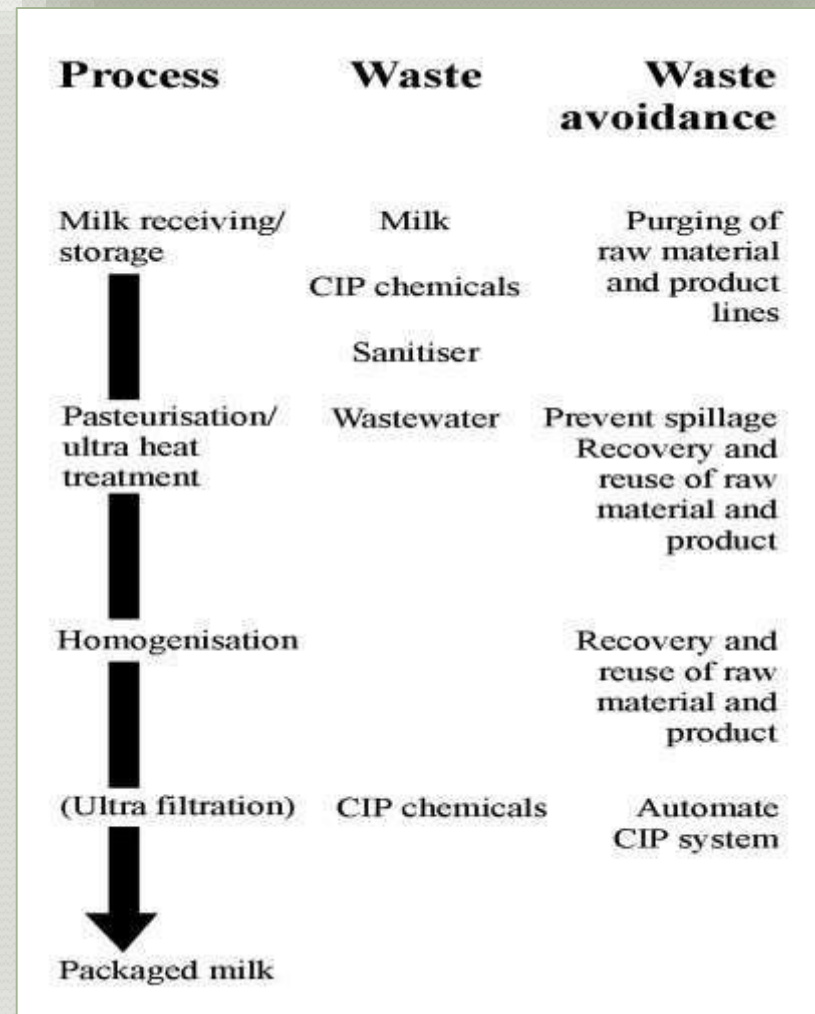 Process Waste Waste
avoidance
Milk receiving/ Milk Purging of
storage raw material
CIP chemicals and product
lines
Sanitiser
Pasteurisation/ Wastewater Prevent spillage
ultra heat Recovery and
treatment reuse of raw
material and
product
Homogenisation Recovery and
reuse of raw
material and
product
(Ultra filtration) CIP chemicals Automate
CIP system
Packaged milk